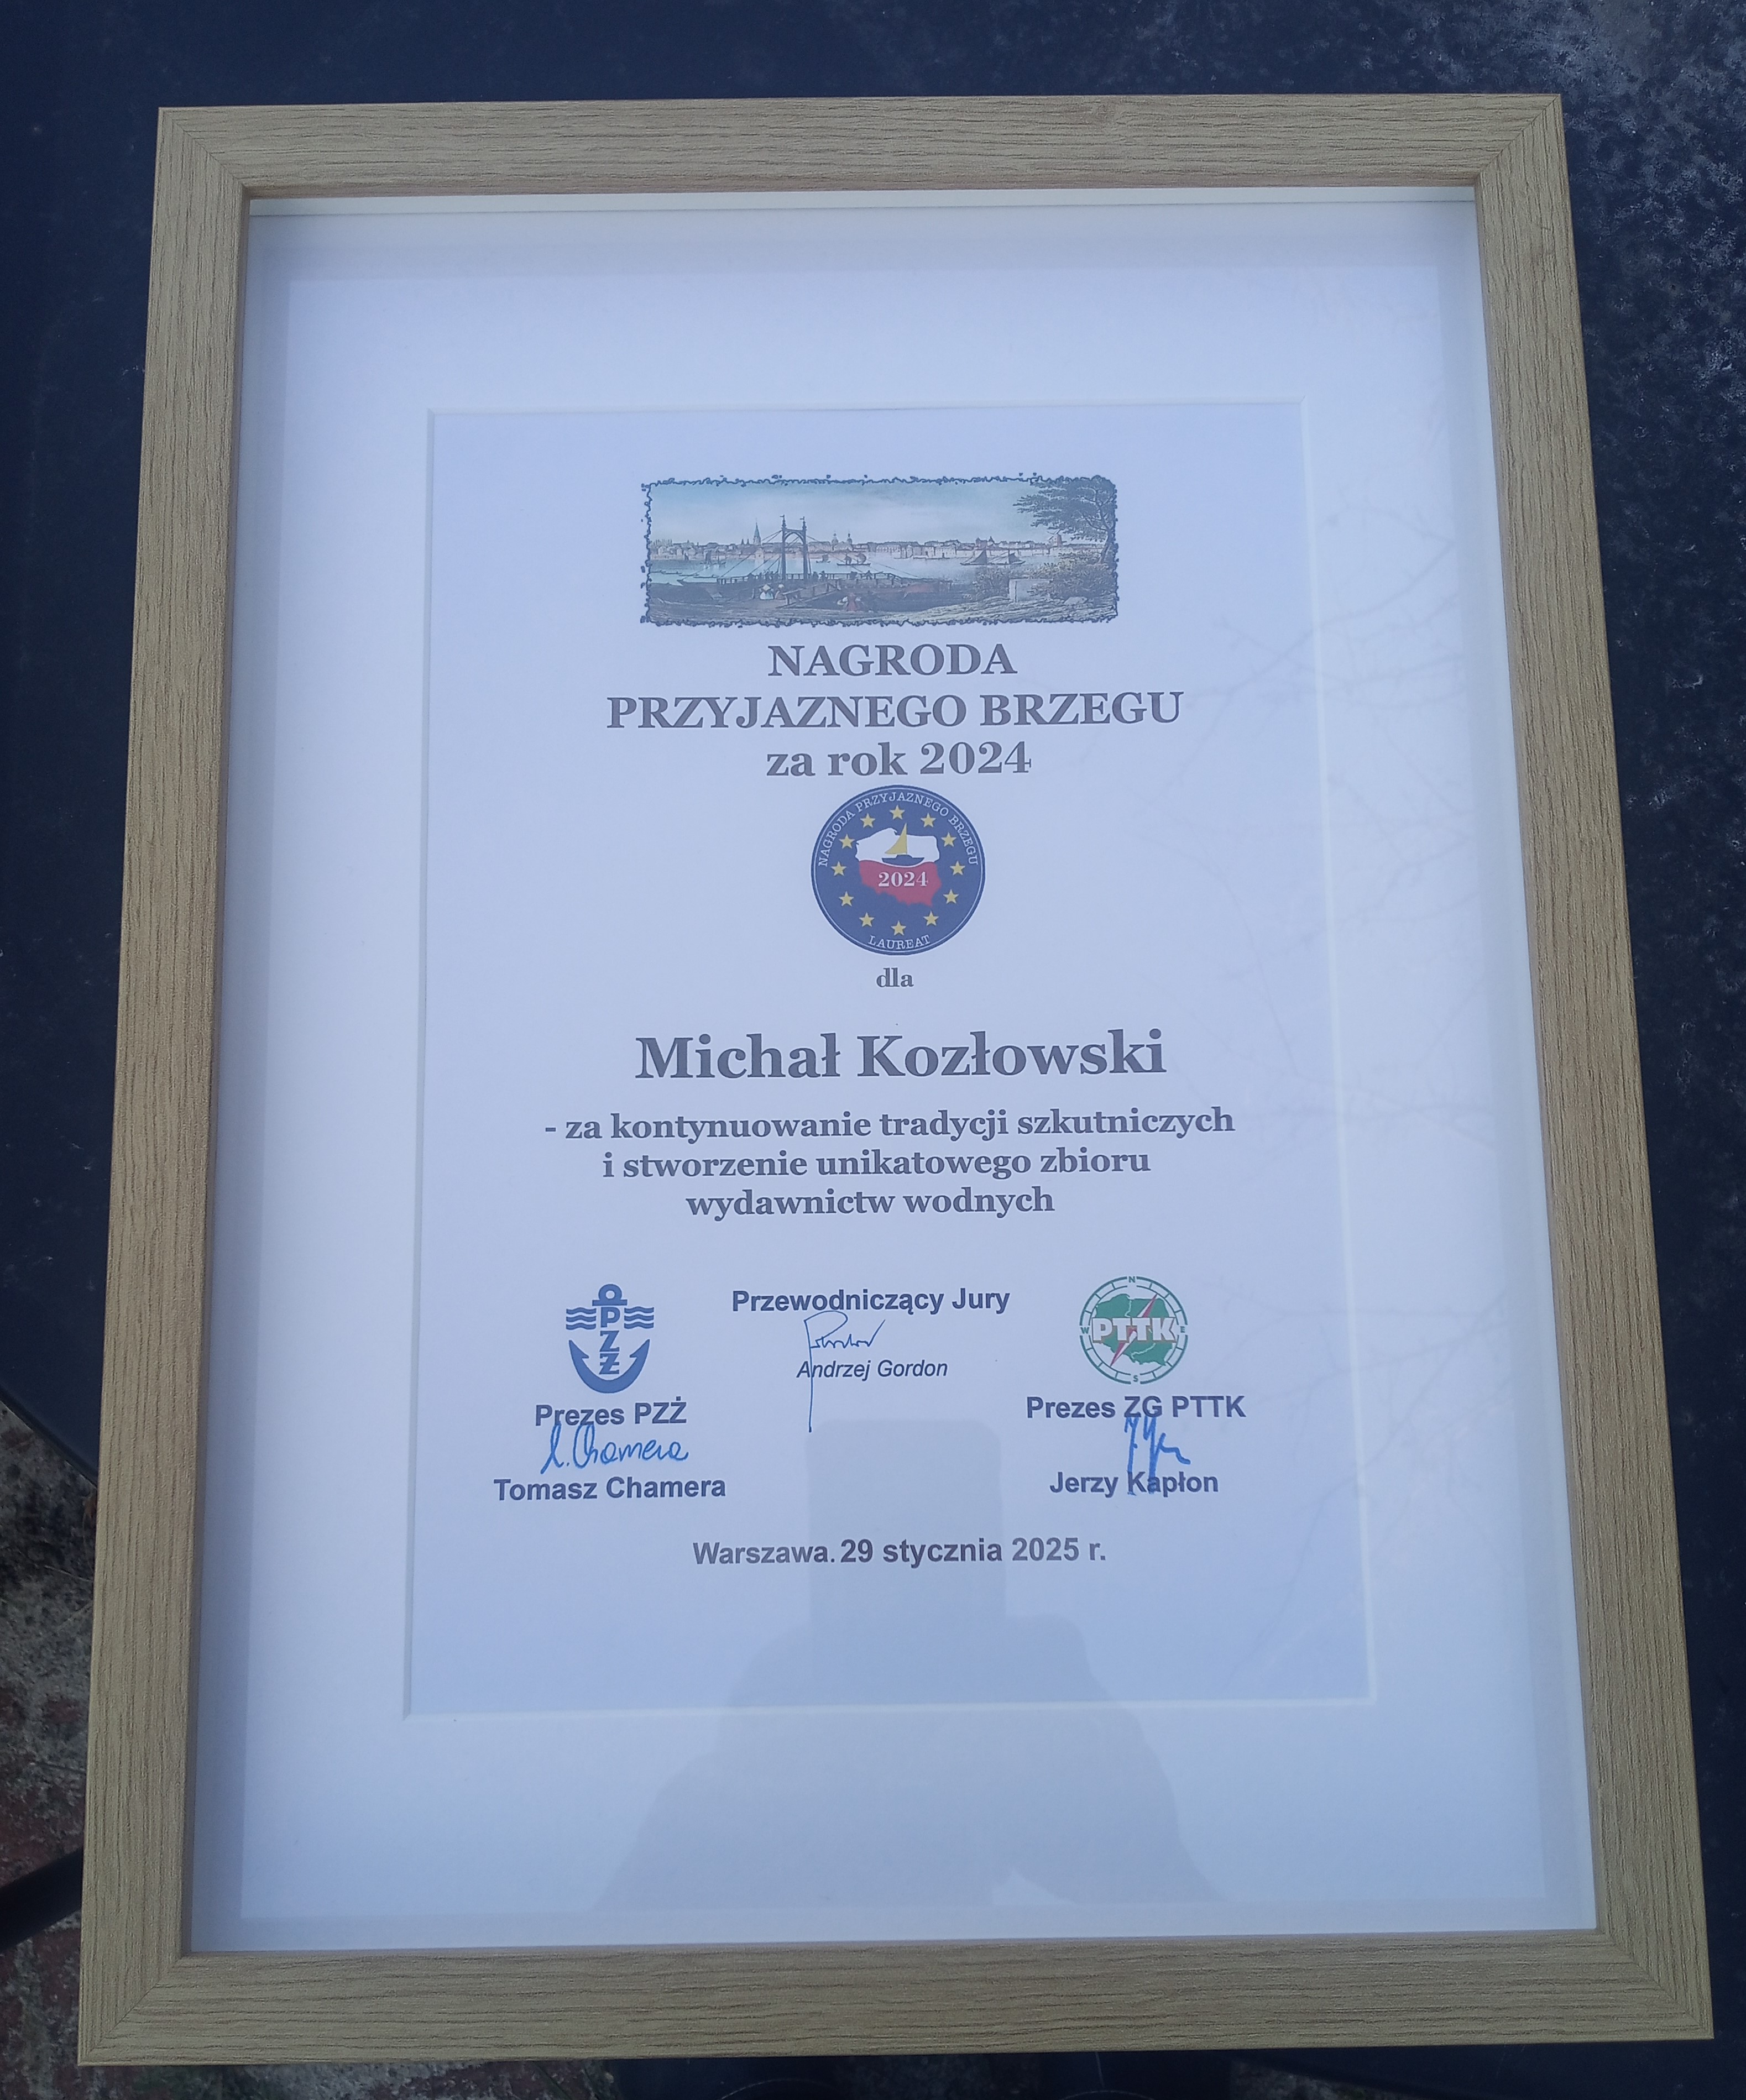 NAGRODA
PRZYJAZNEGO BRZEGU
za rok 2024
NAGRODA PRZYJAZNEGO BRZEGU
2024
LAUREAT
dla
Michał Kozłowski
- za kontynuowanie tradycji szkutniczych
i stworzenie unikatowego zbioru
wydawnictw wodnych
PZŻ
Prezes PZŻ
Chamera
Tomasz Chamera
Przewodniczący Jury
Andrzej Gordon
N
W PTTK E
S
Prezes ZG PTTK
Jerzy Kapłon
Warszawa. 29 stycznia 2025 r.